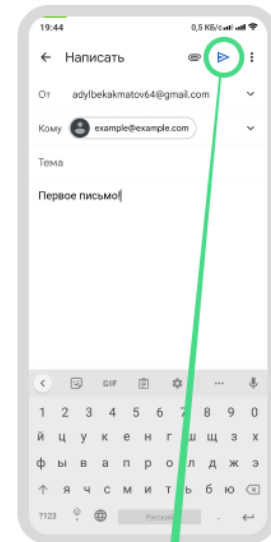 19:44 0,5 КБ/с
Написать
От adylbekakmatov64@gmail.com
Кому example@example.com
Тема
Первое письмо!
GIF
1 2 3 4 5 6 7 8 9 0
й ц у к е н г ш щ з х
ф ы в а п р о л д ж э
я ч с м и т ь б ю
?123 , Русский .